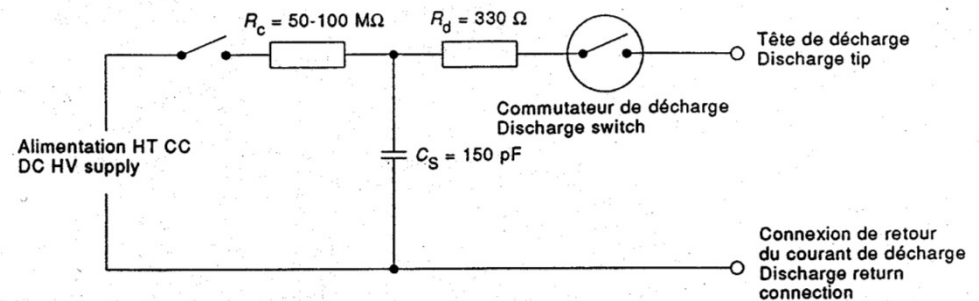 R_c = 50-100 MΩ
R_d = 330 Ω
Tête de décharge
Discharge tip
Commutateur de décharge
Discharge switch
Alimentation HT CC
DC HV supply
C_S = 150 pF
Connexion de retour
du courant de décharge
Discharge return
connection